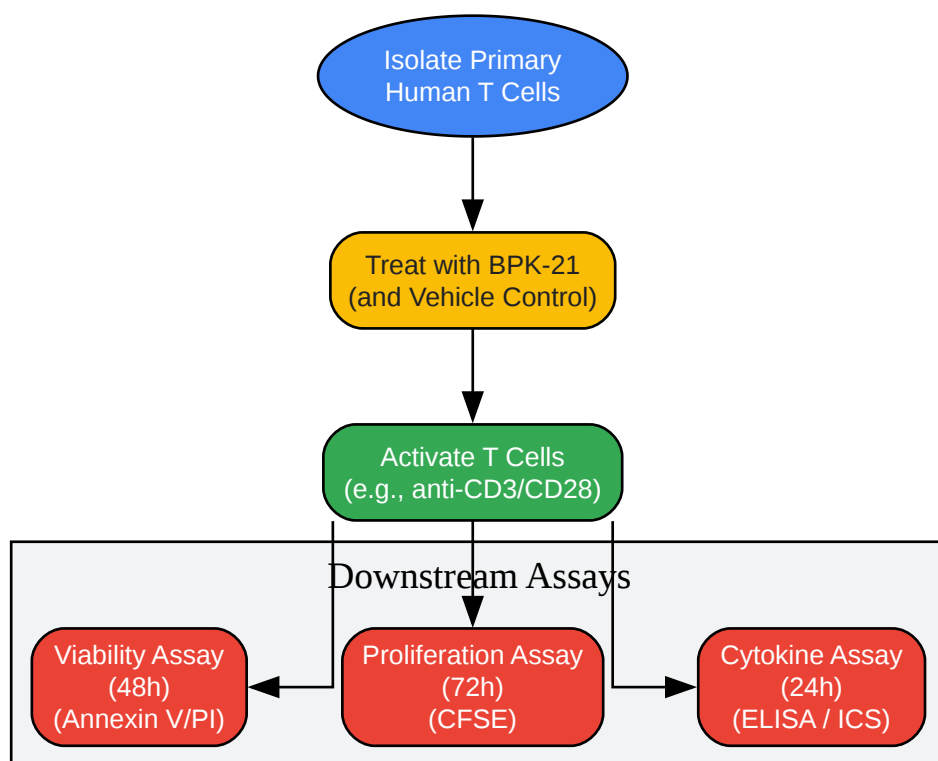 Isolate Primary
Human T Cells
Treat with BPK-21
(and Vehicle Control)
Activate T Cells
(e.g., anti-CD3/CD28)
Downstream Assays
Viability Assay
(48h)
(Annexin V/PI)
Proliferation Assay
(72h)
(CFSE)
Cytokine Assay
(24h)
(ELISA / ICS)